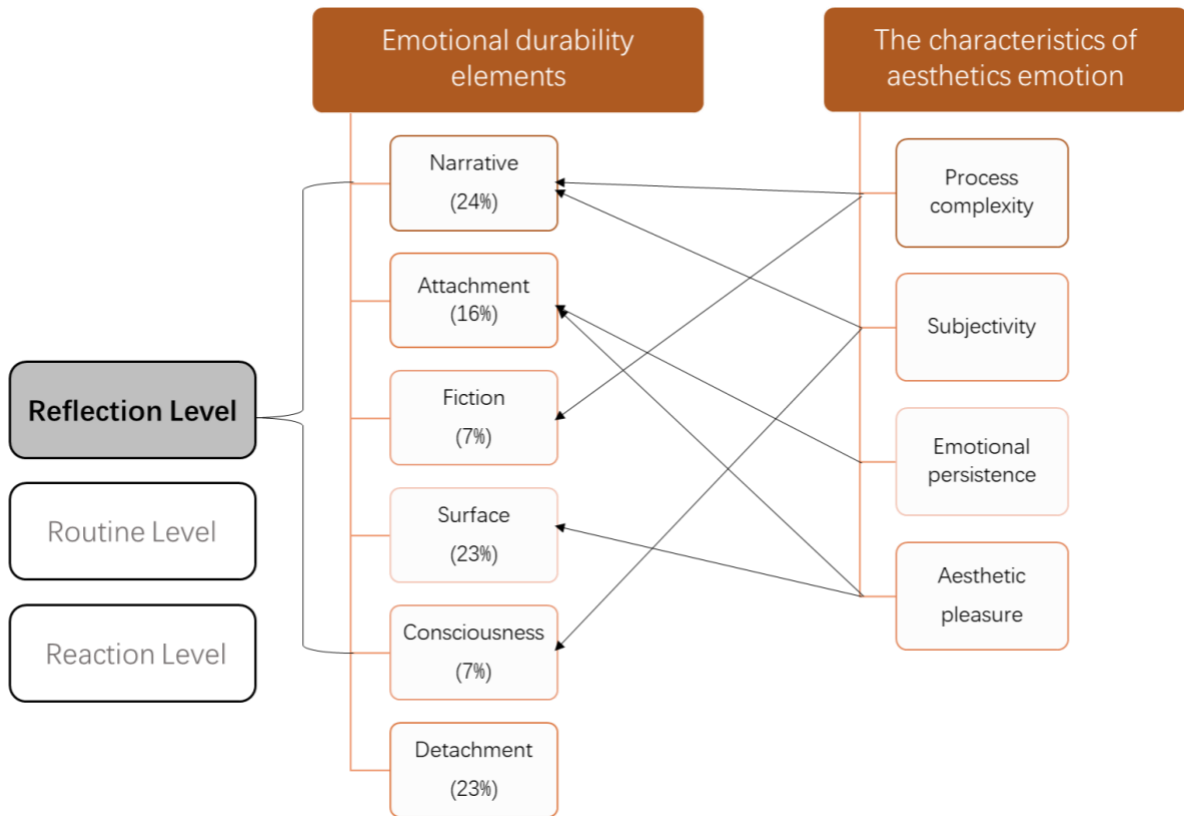 Emotional durability
elements
The characteristics of
aesthetics emotion
Narrative
(24%)
Attachment
(16%)
Fiction
(7%)
Surface
(23%)
Consciousness
(7%)
Detachment
(23%)
Process
complexity
Subjectivity
Emotional
persistence
Aesthetic
pleasure
Reflection Level
Routine Level
Reaction Level